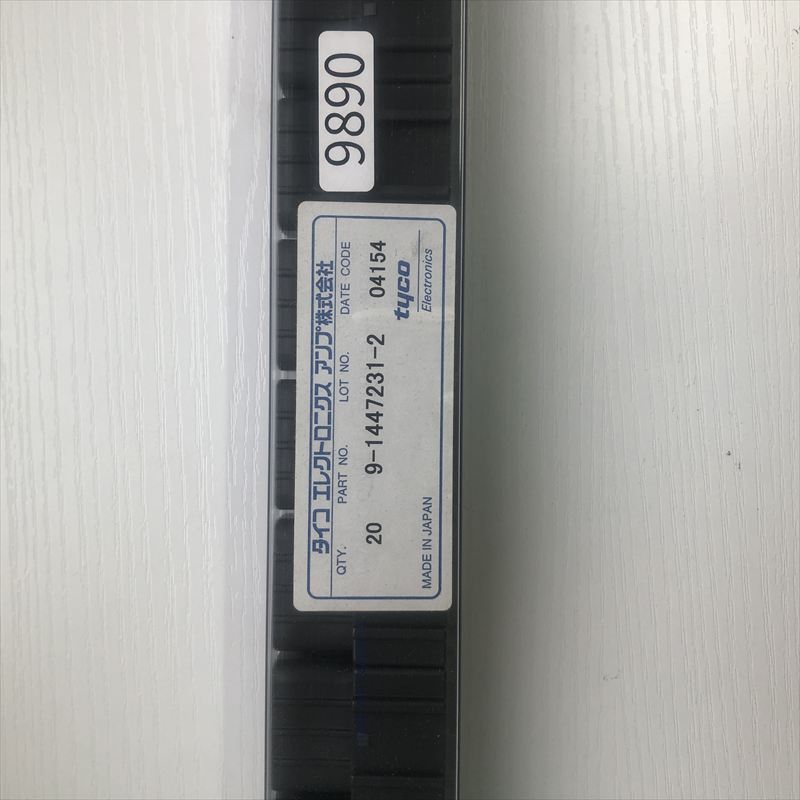 9890
タイコ エレクトロニクス アンプ株式会社
QTY. PART NO. LOT NO. DATE CODE
20 9-1447231-2 04154
MADE IN JAPAN tyco
Electronics